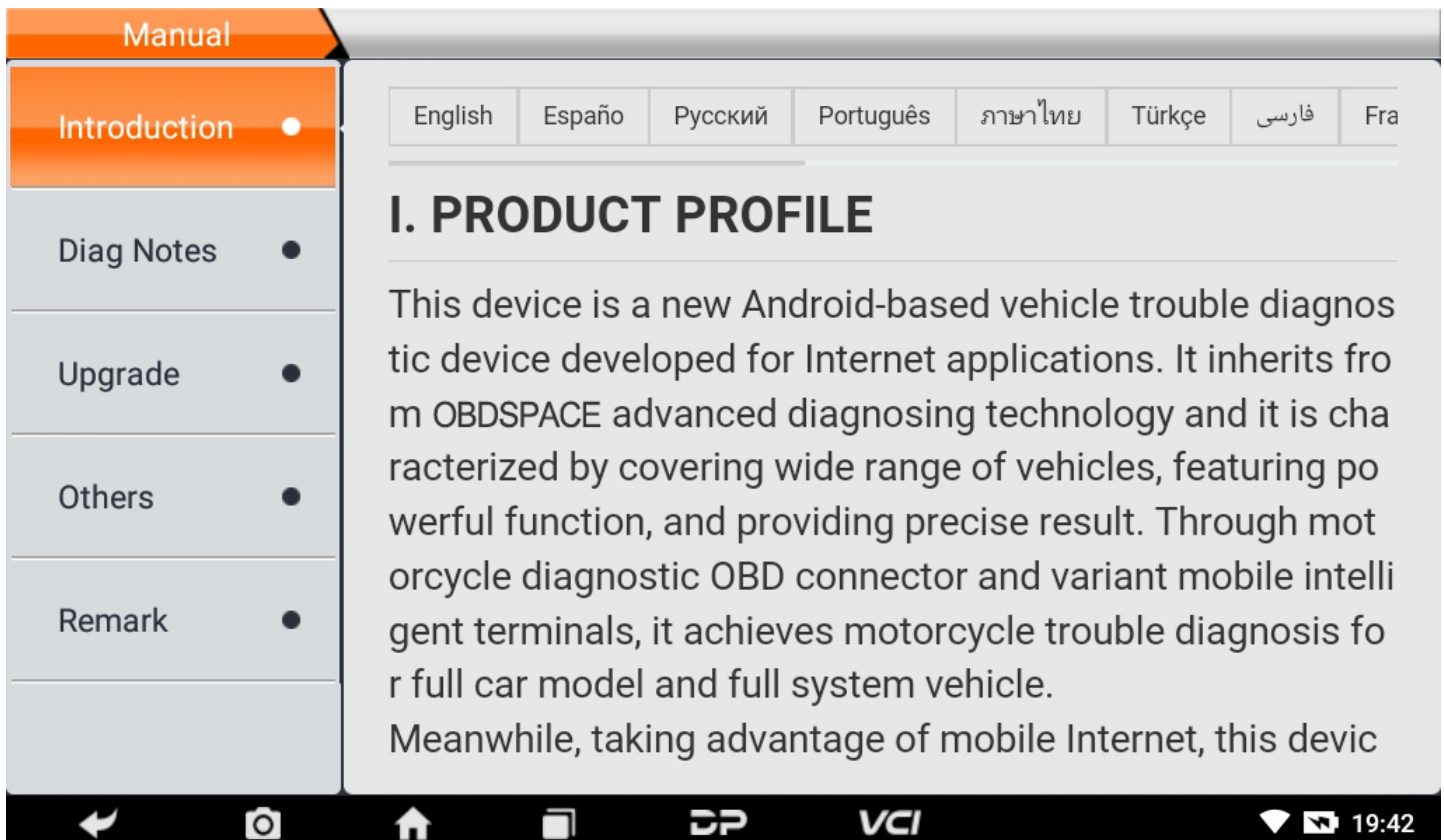 Manual
Introduction
Diag Notes
Upgrade
Others
Remark
English Españo Русский Português ภาษาไทย Türkçe فارسی Fra
I. PRODUCT PROFILE
This device is a new Android-based vehicle trouble diagnos
tic device developed for Internet applications. It inherits fro
m OBDSPACE advanced diagnosing technology and it is cha
racterized by covering wide range of vehicles, featuring po
werful function, and providing precise result. Through mot
orcycle diagnostic OBD connector and variant mobile intelli
gent terminals, it achieves motorcycle trouble diagnosis fo
r full car model and full system vehicle.
Meanwhile, taking advantage of mobile Internet, this devic
DP VCI 19:42